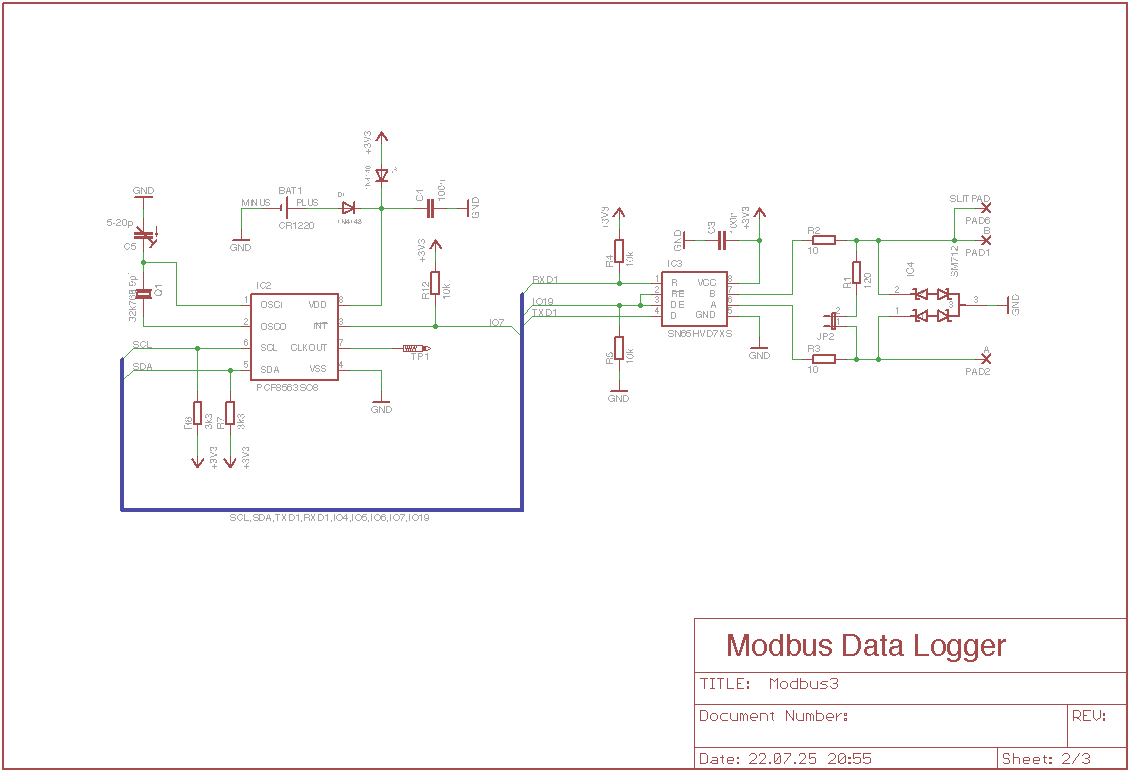 +3V3
1N4148
GND
BAT1
MINUS
PLUS
CR1220
1N4148
C4
100n
GND
GND
5-20p
C5
+3V3
R12
10k
32k768
Q1
IC2
1
OSCI
VDD
8
2
OSCO
INT
3
6
SCL
CLKOUT
7
5
SDA
VSS
4
PCF8563SO8
SCL
SDA
IO7
TP1
GND
R6
3k3
R7
3k3
+3V3
+3V3
SCL,SDA,TXD1,RXD1,IO4,IO5,IO6,IO7,IO19
+3V3
R4
10k
GND
C3
100n
+3V3
RXD1
IO19
TXD1
IC3
1
R
VCC
8
2
RE
B
7
3
DE
A
6
4
D
GND
5
SN65HVD7XS
R5
10k
GND
GND
R2
10
R1
120
2
1
JP2
R3
10
IC4
SM712
2
1
3
3
GND
SLITPAD
PAD6
B
PAD1
A
PAD2
Modbus Data Logger
TITLE: Modbus3
Document Number:
REV:
Date: 22.07.25 20:55
Sheet: 2/3